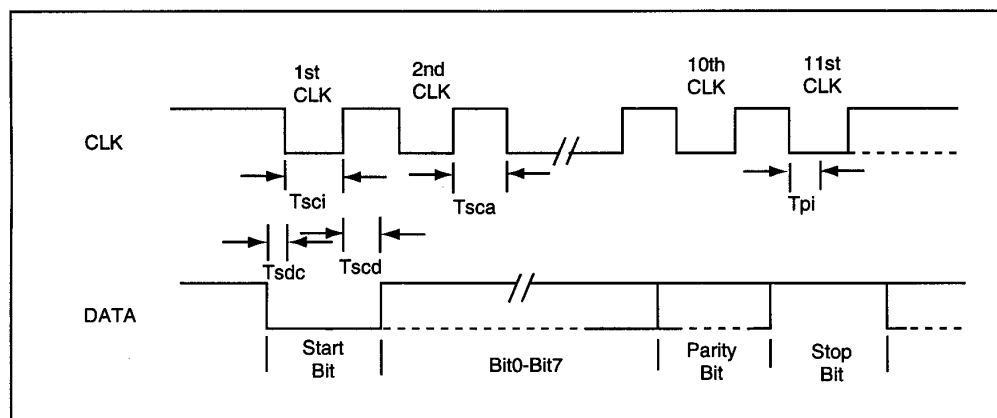 1st
CLK
2nd
CLK
10th
CLK
11st
CLK
CLK
Tsci
Tsca
Tpi
Tsdc
Tscd
DATA
Start
Bit
Bit0-Bit7
Parity
Bit
Stop
Bit